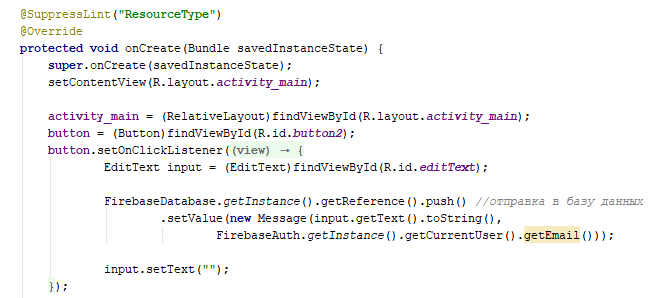 @SuppressLint("ResourceType")
@Override
protected void onCreate(Bundle savedInstanceState) {
super.onCreate(savedInstanceState);
setContentView(R.layout.activity_main);
activity_main = (RelativeLayout)findViewById(R.layout.activity_main);
button = (Button)findViewById(R.id.button2);
button.setOnClickListener((view) → {
EditText input = (EditText)findViewById(R.id.editText);
FirebaseDatabase.getInstance().getReference().push() //отправка в базу данных
.setValue(new Message(input.getText().toString(),
FirebaseAuth.getInstance().getCurrentUser().getEmail()));
input.setText("");
});